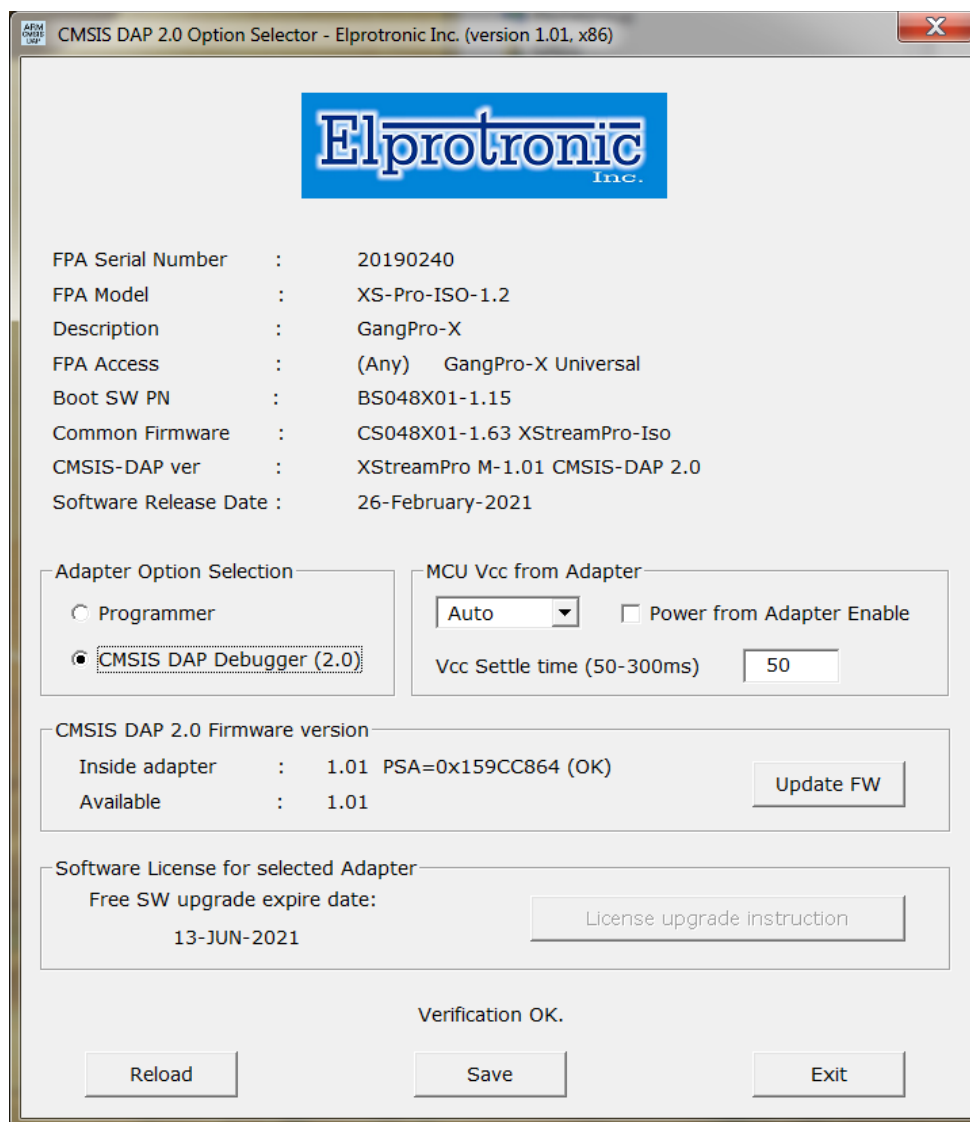 ARM CMSIS DAP
CMSIS DAP 2.0 Option Selector - Elprotronic Inc. (version 1.01, x86)
Elprotronic
Inc.
FPA Serial Number : 20190240
FPA Model : XS-Pro-ISO-1.2
Description : GangPro-X
FPA Access : (Any) GangPro-X Universal
Boot SW PN : BS048X01-1.15
Common Firmware : CS048X01-1.63 XStreamPro-Iso
CMSIS-DAP ver : XStreamPro M-1.01 CMSIS-DAP 2.0
Software Release Date : 26-February-2021
Adapter Option Selection
Programmer
CMSIS DAP Debugger (2.0)
MCU Vcc from Adapter
Auto Power from Adapter Enable
Vcc Settle time (50-300ms) 50
CMSIS DAP 2.0 Firmware version
Inside adapter : 1.01 PSA=0x159CC864 (OK)
Available : 1.01
Update FW
Software License for selected Adapter
Free SW upgrade expire date:
13-JUN-2021
License upgrade instruction
Verification OK.
Reload Save Exit